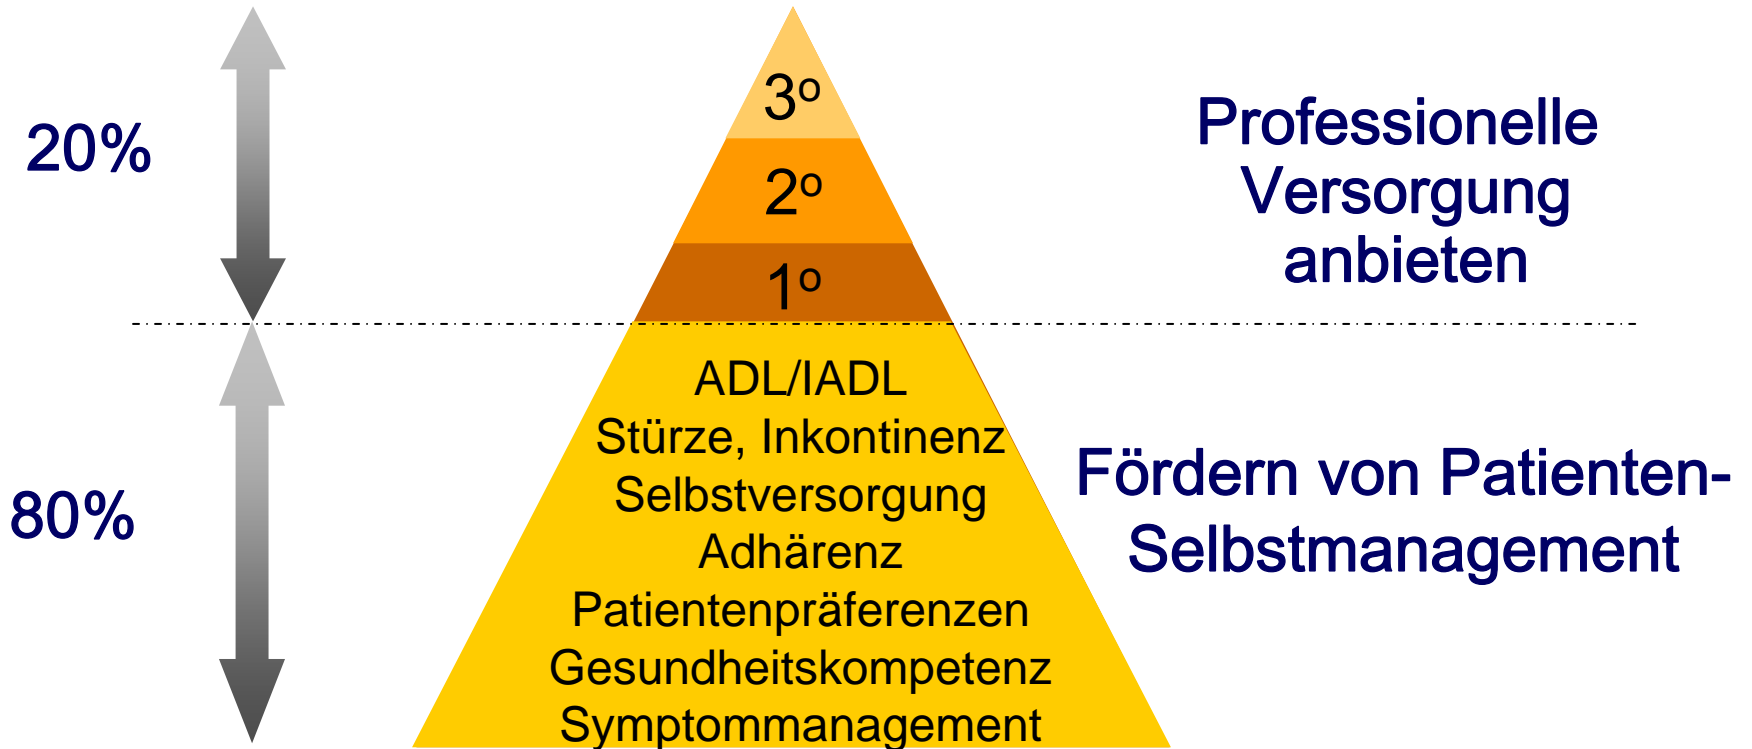 20%
3º
2º
1º
Professionelle
Versorgung
anbieten
80%
ADL/IADL
Stürze, Inkontinenz
Selbstversorgung
Adhärenz
Patientenpräferenzen
Gesundheitskompetenz
Symptommanagement
Fördern von Patienten-
Selbstmanagement